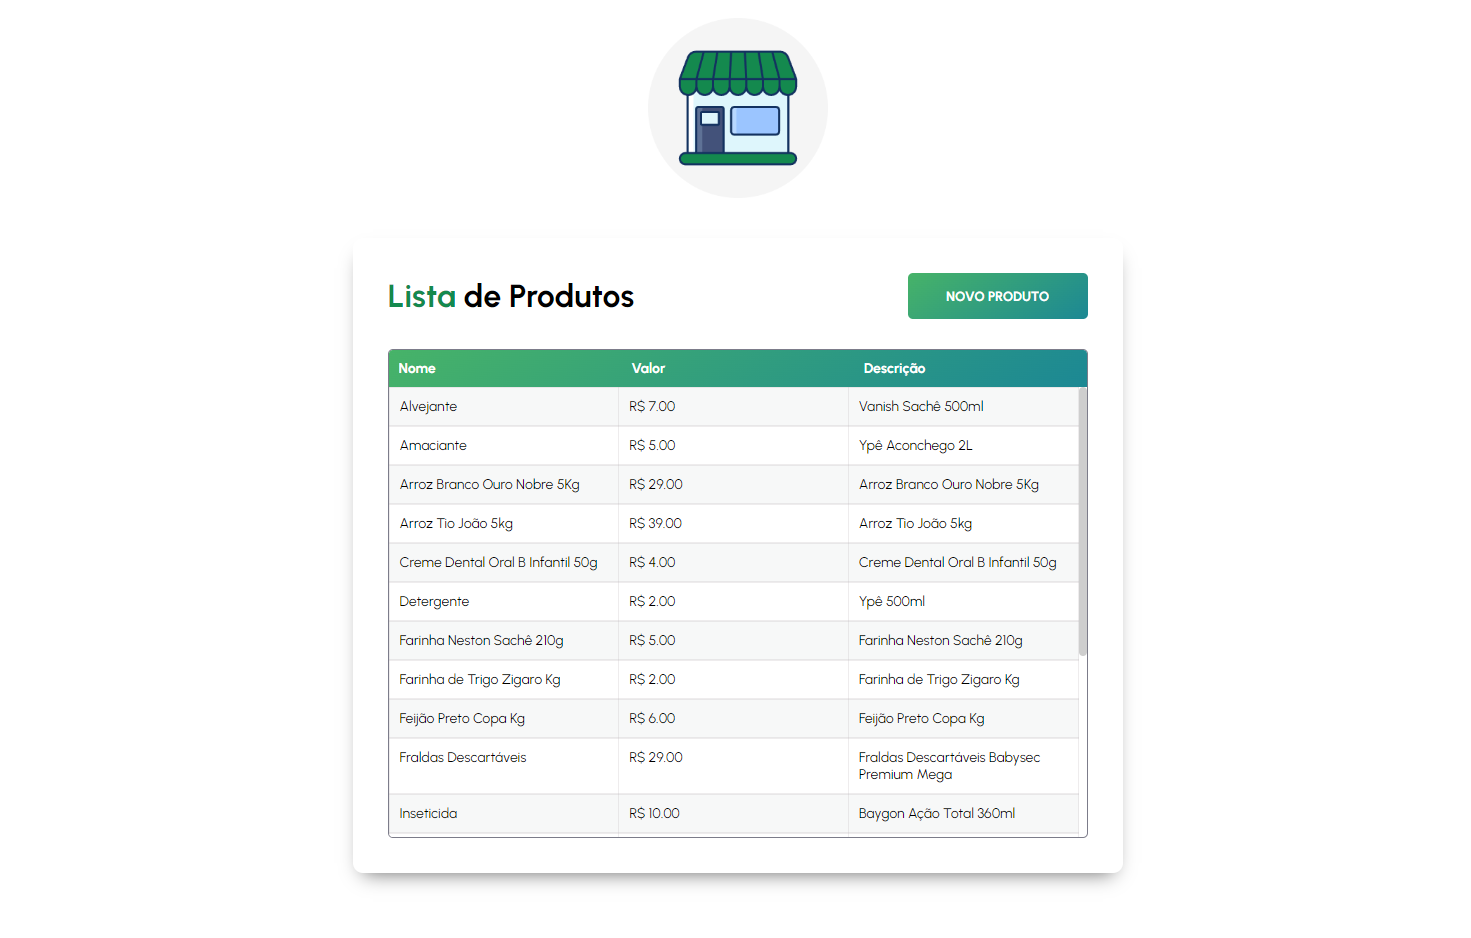 Lista de Produtos
NOVO PRODUTO
Nome Valor Descrição
Alvejante R$ 7.00 Vanish Sachê 500ml
Amaciante R$ 5.00 Ypê Aconchego 2L
Arroz Branco Ouro Nobre 5Kg R$ 29.00 Arroz Branco Ouro Nobre 5Kg
Arroz Tio João 5kg R$ 39.00 Arroz Tio João 5kg
Creme Dental Oral B Infantil 50g R$ 4.00 Creme Dental Oral B Infantil 50g
Detergente R$ 2.00 Ypê 500ml
Farinha Neston Sachê 210g R$ 5.00 Farinha Neston Sachê 210g
Farinha de Trigo Zigaro Kg R$ 2.00 Farinha de Trigo Zigaro Kg
Feijão Preto Copa Kg R$ 6.00 Feijão Preto Copa Kg
Fraldas Descartáveis R$ 29.00 Fraldas Descartáveis Babysec
Premium Mega
Inseticida R$ 10.00 Baygon Ação Total 360ml